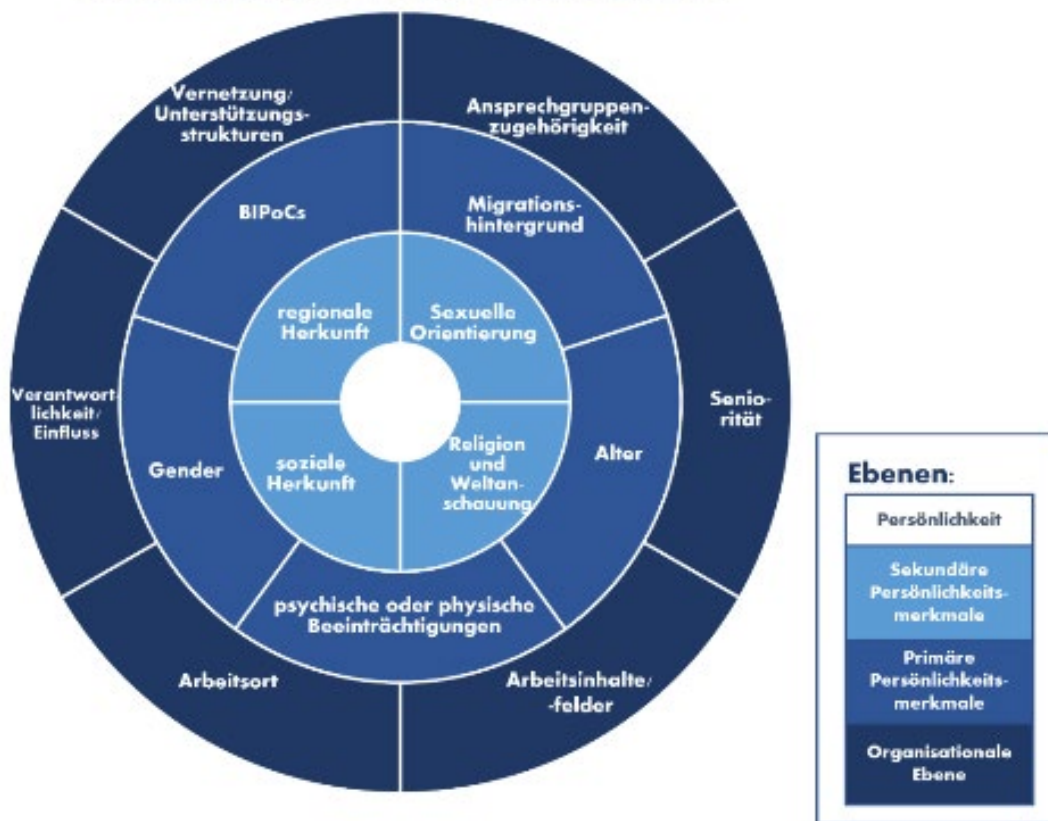 Vernetzung/
Unterstützungs-
strukturen
Ansprechgruppen-
zugehörigkeit
BIPoCs
Migrations-
hintergrund
regionale
Herkunft
Sexuelle
Orientierung
Verantwort-
lichkeit/
Einfluss
Gender
soziale
Herkunft
Religion
und
Weltan-
schauung
Alter
Senio-
rität
psychische oder physische
Beeinträchtigungen
Arbeitsort
Arbeitsinhalte/
-felder
Ebenen:
Persönlichkeit
Sekundäre
Persönlichkeits-
merkmale
Primäre
Persönlichkeits-
merkmale
Organisationale
Ebene